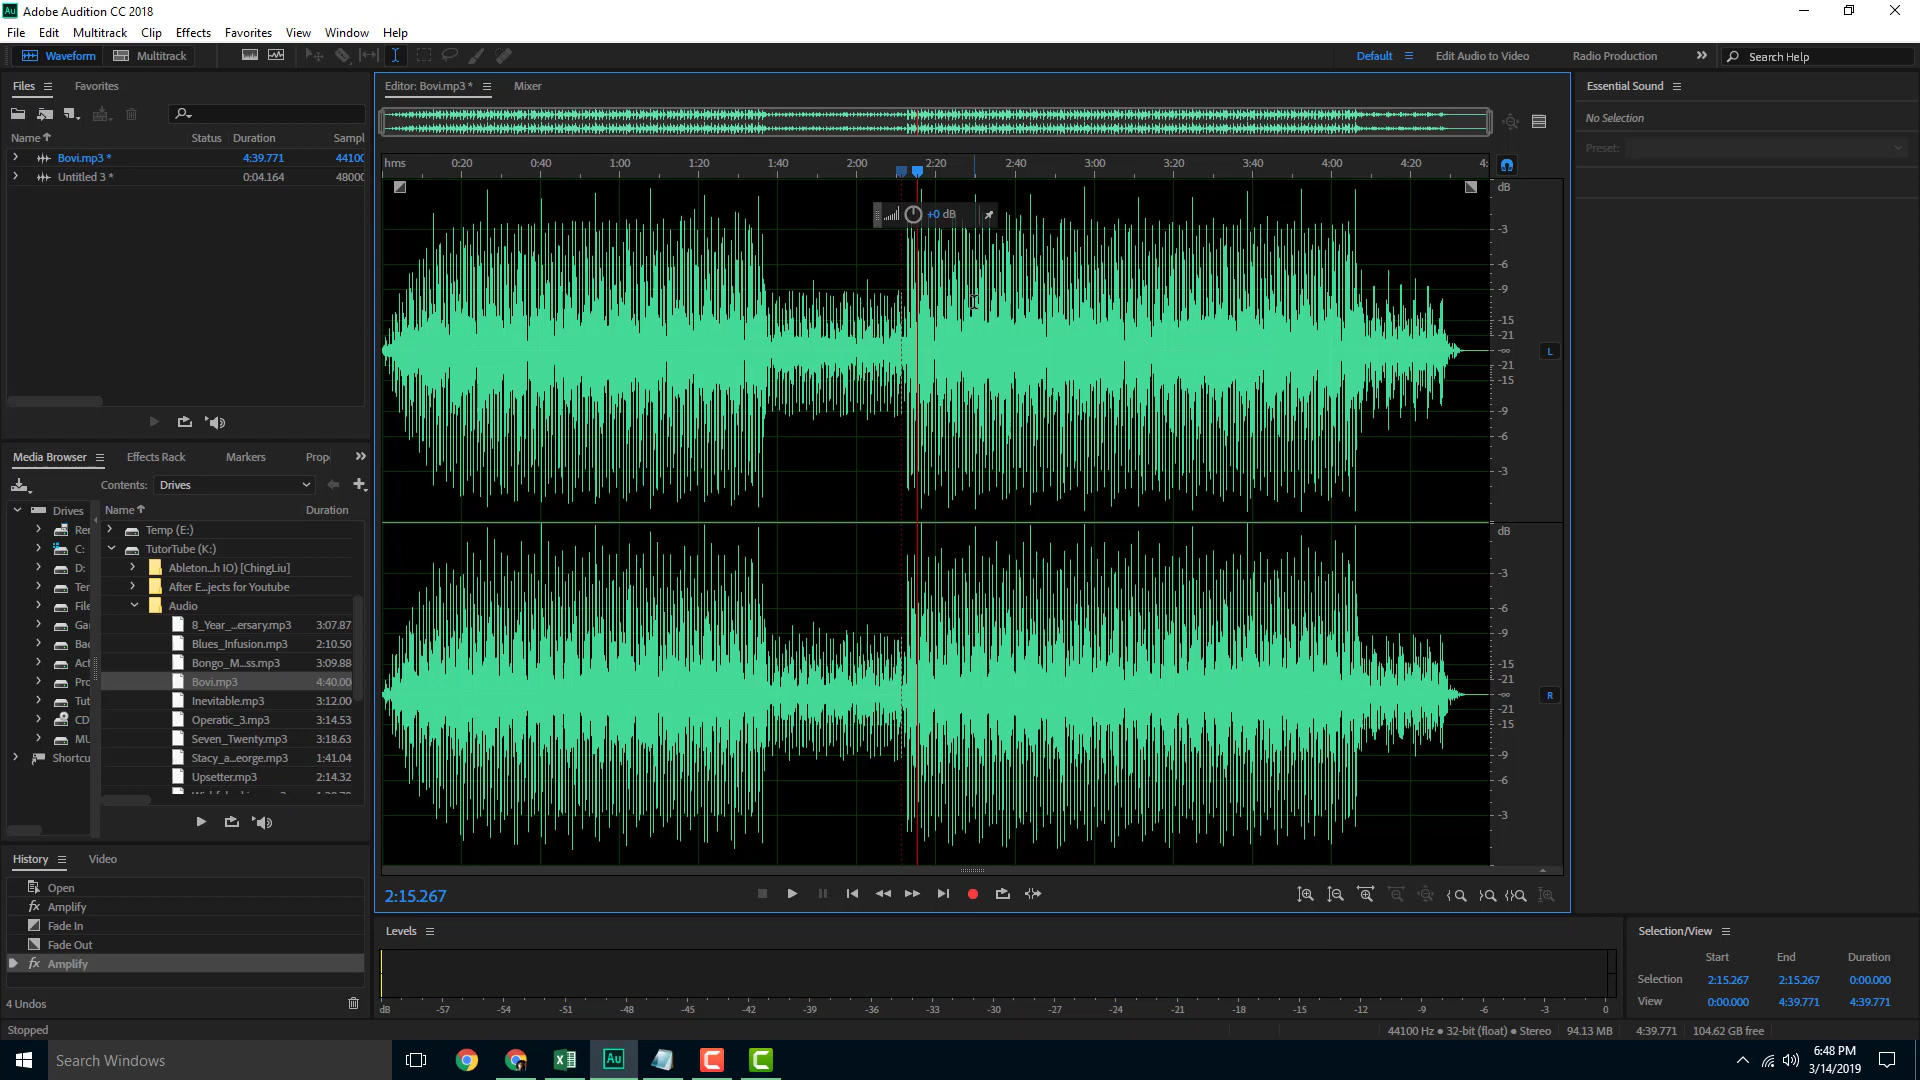 Adobe Audition CC 2018
File Edit Multitrack Clip Effects Favorites View Window Help
Waveform Multitrack
Default Edit Audio to Video Radio Production Search Help
Files Favorites
Name Status Duration Sampl
Bovi.mp3 * 4:39.771 44100
Untitled 3 * 0:04.164 48000
Media Browser Effects Rack Markers Prop
Contents: Drives
Drives
Name Duration
C:
D:
CD
Shortcu
Temp (E:)
TutorTube (K:)
Ableton...h IO) [ChingLiu]
After E...jects for Youtube
Audio
8_Year_...ersary.mp3 3:07.87
Blues_Infusion.mp3 2:10.50
Bongo_M...ss.mp3 3:09.88
Bovi.mp3 4:40.00
Inevitable.mp3 3:12.00
Operatic_3.mp3 3:14.53
Seven_Twenty.mp3 3:18.63
Stacy_a...eorge.mp3 1:41.04
Upsetter.mp3 2:14.32
History Video
Open
fx Amplify
Fade In
Fade Out
fx Amplify
4 Undos
Stopped
Editor: Bovi.mp3 * Mixer
hms 0:20 0:40 1:00 1:20 1:40 2:00 2:20 2:40 3:00 3:20 3:40 4:00 4:20 4:
+0 dB
dB
-3
-6
-9
-15
-21
-∞
-21
-15
-9
-6
-3
L
dB
-3
-6
-9
-15
-21
-∞
-21
-15
-9
-6
-3
R
2:15.267
Levels
dB -57 -54 -51 -48 -45 -42 -39 -36 -33 -30 -27 -24 -21 -18 -15 -12 -9 -6 -3 0
Essential Sound
No Selection
Preset:
Selection/View
Start End Duration
Selection 2:15.267 2:15.267 0:00.000
View 0:00.000 4:39.771 4:39.771
44100 Hz ● 32-bit (float) ● Stereo 94.13 MB 4:39.771 104.62 GB free
Search Windows
Au
6:48 PM
3/14/2019